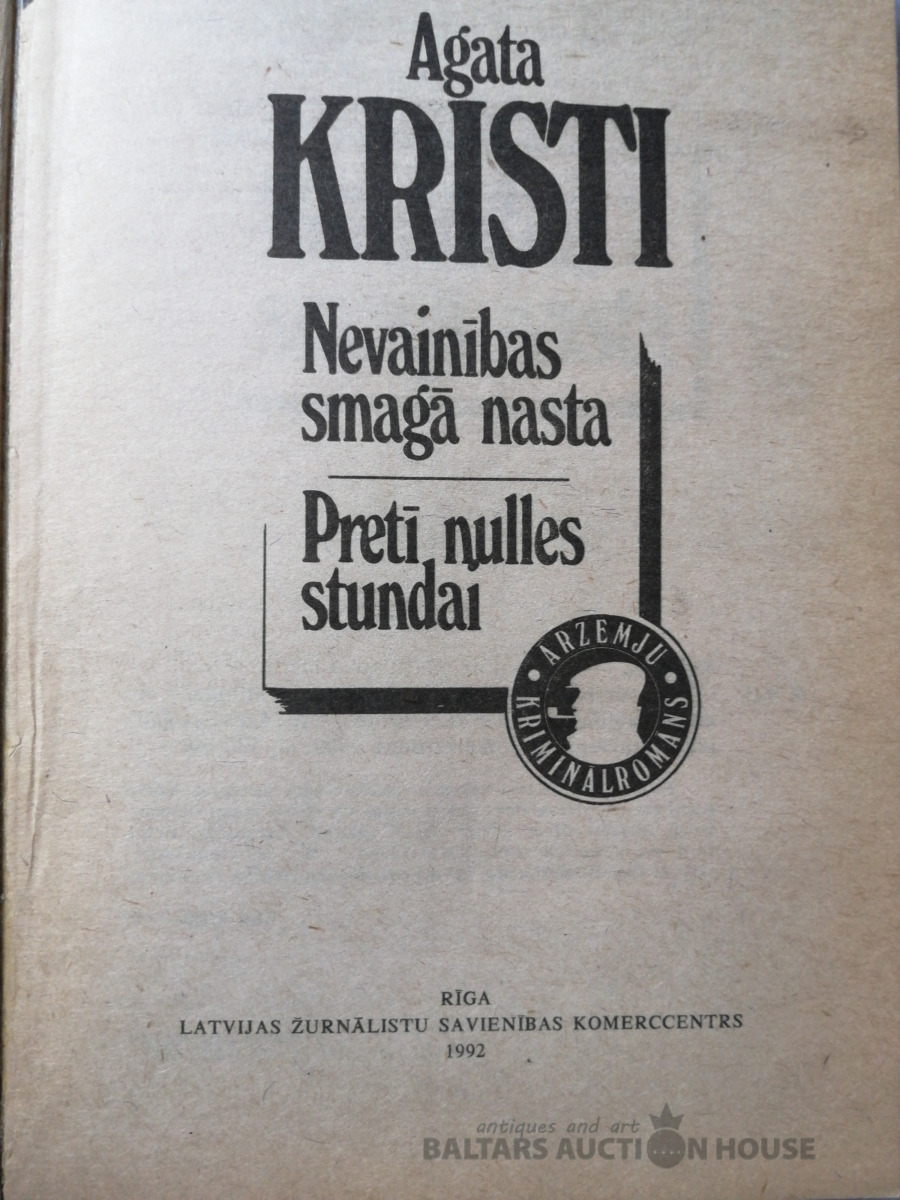 Agata
KRISTI
Nevainības
smagā nasta
Pretī nulles
stundai
ĀRZEMJU
KRIMINĀLROMANS
RĪGA
LATVIJAS ŽURNĀLISTU SAVIENĪBAS KOMERCCENTRS
1992
antiques and art
BALTARS AUCTION HOUSE